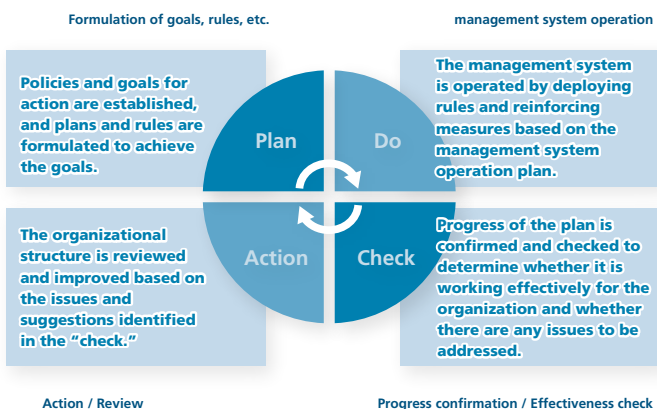 Formulation of goals, rules, etc.
management system operation
Policies and goals for
action are established,
and plans and rules are
formulated to achieve
the goals.
Plan
Do
The management system
is operated by deploying
rules and reinforcing
measures based on the
management system
operation plan.
The organizational
structure is reviewed
and improved based on
the issues and
suggestions identified
in the “check.”
Action
Check
Progress of the plan is
confirmed and checked to
determine whether it is
working effectively for the
organization and whether
there are any issues to be
addressed.
Action / Review
Progress confirmation / Effectiveness check